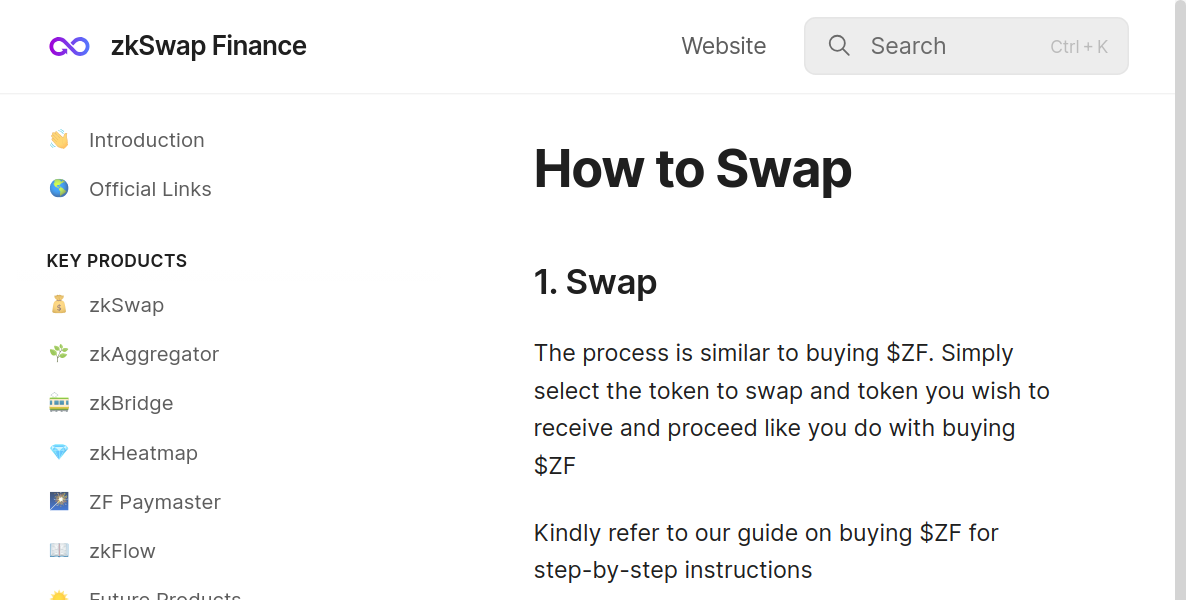 zkSwap Finance
Website
Search
Ctrl + K
Introduction
Official Links
KEY PRODUCTS
zkSwap
zkAggregator
zkBridge
zkHeatmap
ZF Paymaster
zkFlow
Future Products
How to Swap
1. Swap
The process is similar to buying $ZF. Simply
select the token to swap and token you wish to
receive and proceed like you do with buying
$ZF
Kindly refer to our guide on buying $ZF for
step-by-step instructions